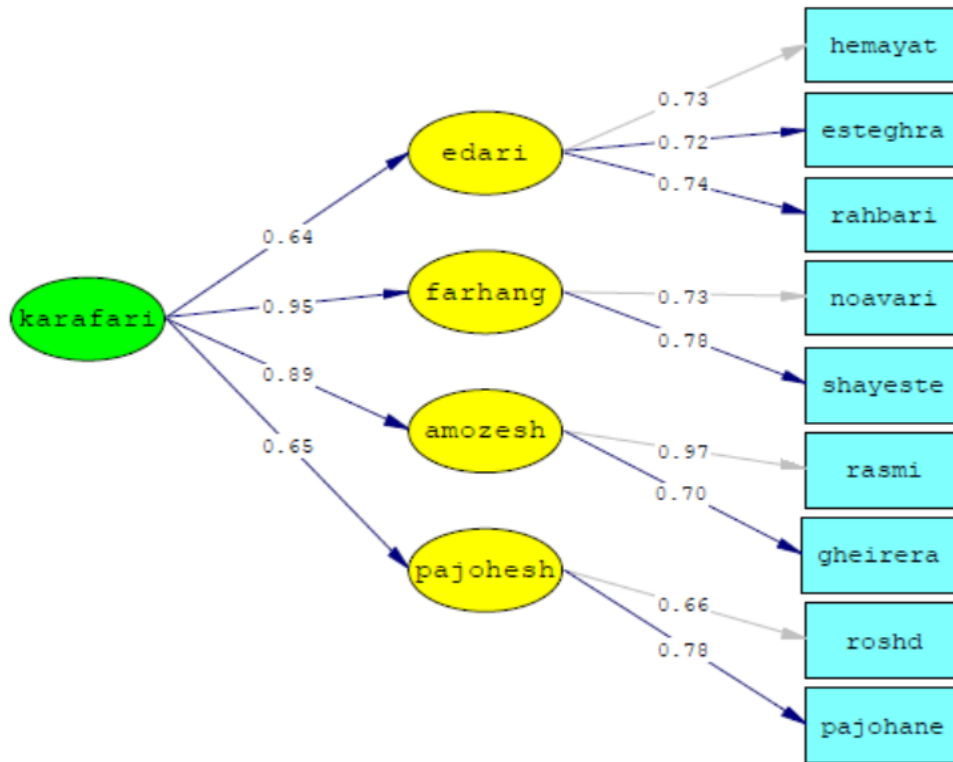 karafari
0.64
0.95
0.89
0.65
edari
farhang
amozesh
pajohesh
0.73
0.72
0.74
0.73
0.78
0.97
0.70
0.66
0.78
hemayat
esteghra
rahbari
noavari
shayeste
rasmi
gheirera
roshd
pajohane